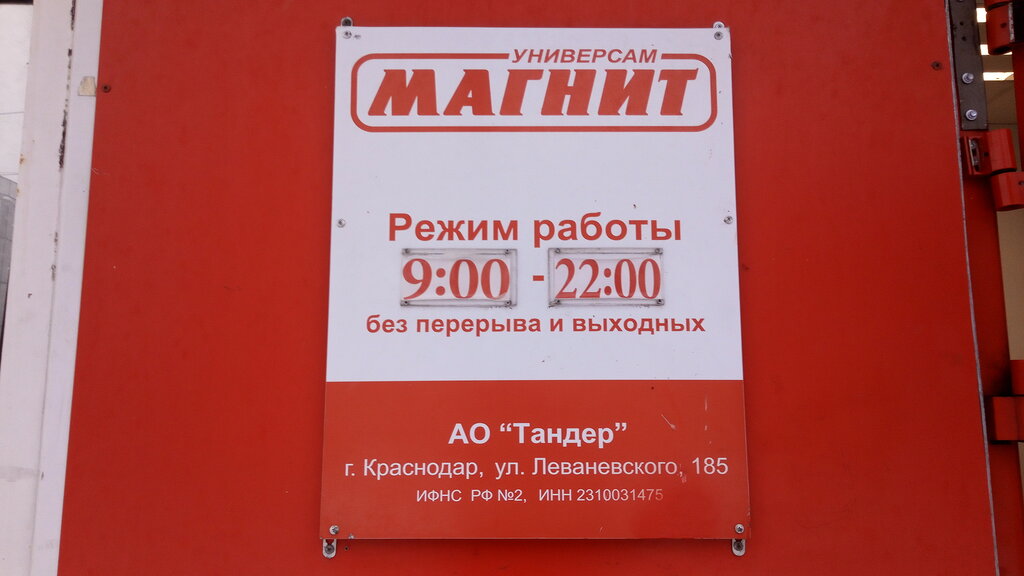 УНИВЕРСАМ
МАГНИТ
Режим работы
9:00 - 22:00
без перерыва и выходных
АО “Тандер”
г. Краснодар, ул. Леваневского, 185
ИФНС РФ №2, ИНН 2310031475